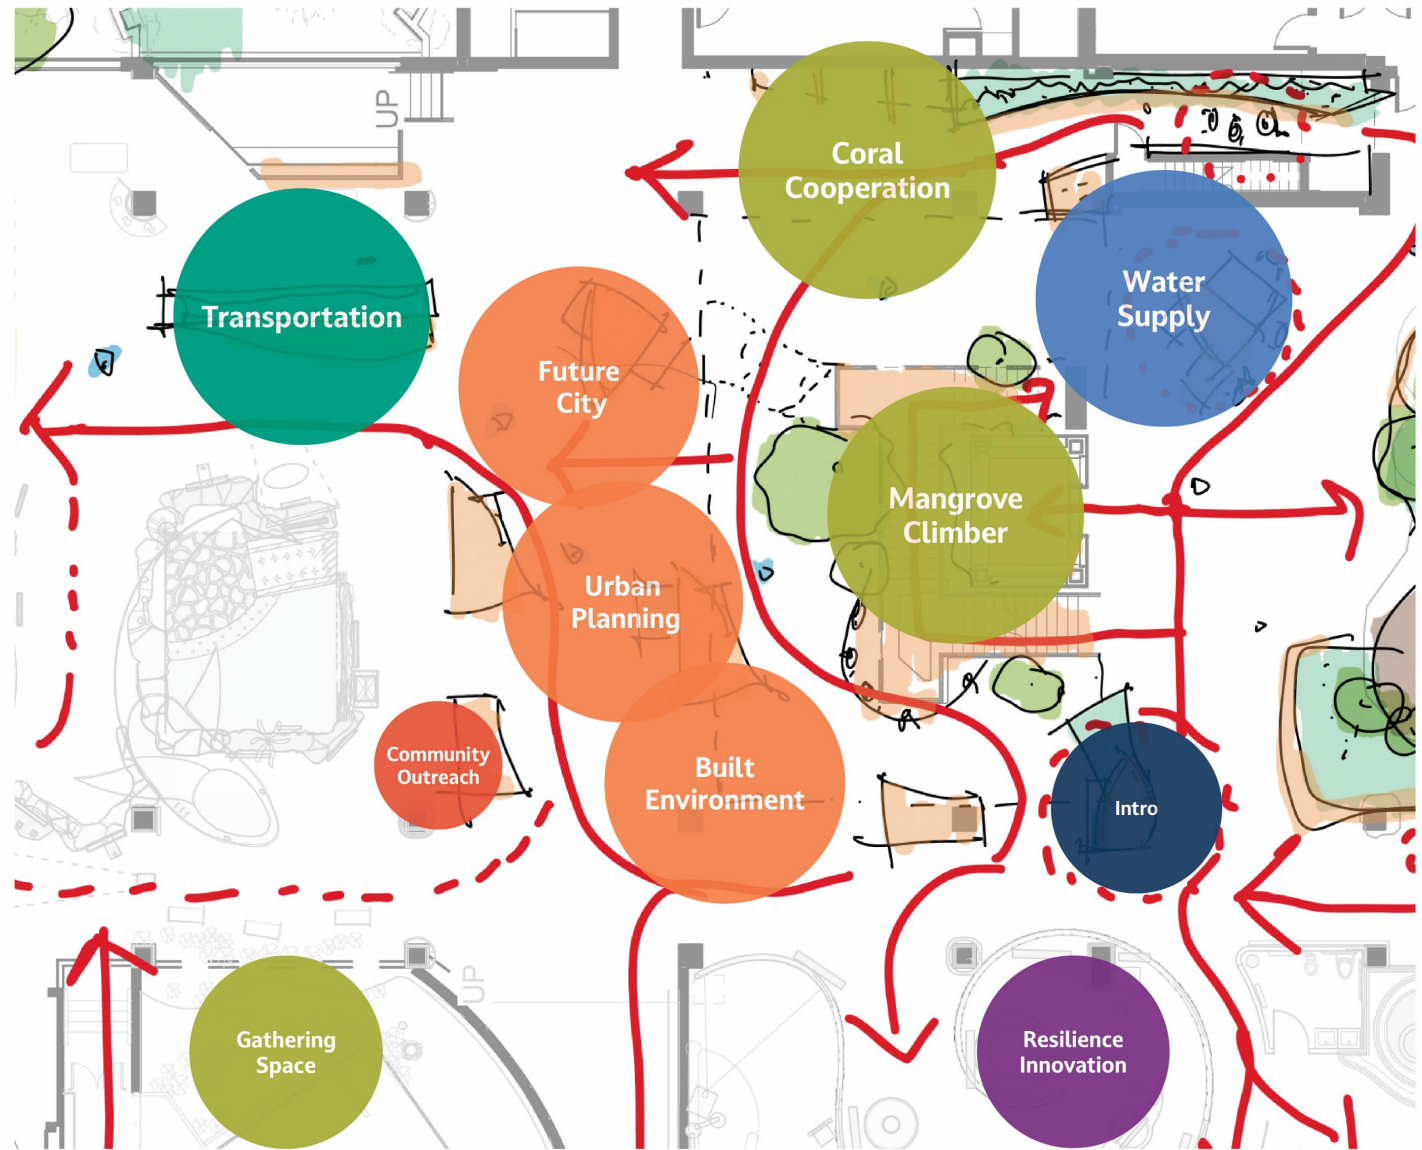 UP
Coral
Cooperation
Water
Supply
Transportation
Future
City
Mangrove
Climber
Urban
Planning
Community
Outreach
Built
Environment
Intro
UP
Gathering
Space
Resilience
Innovation